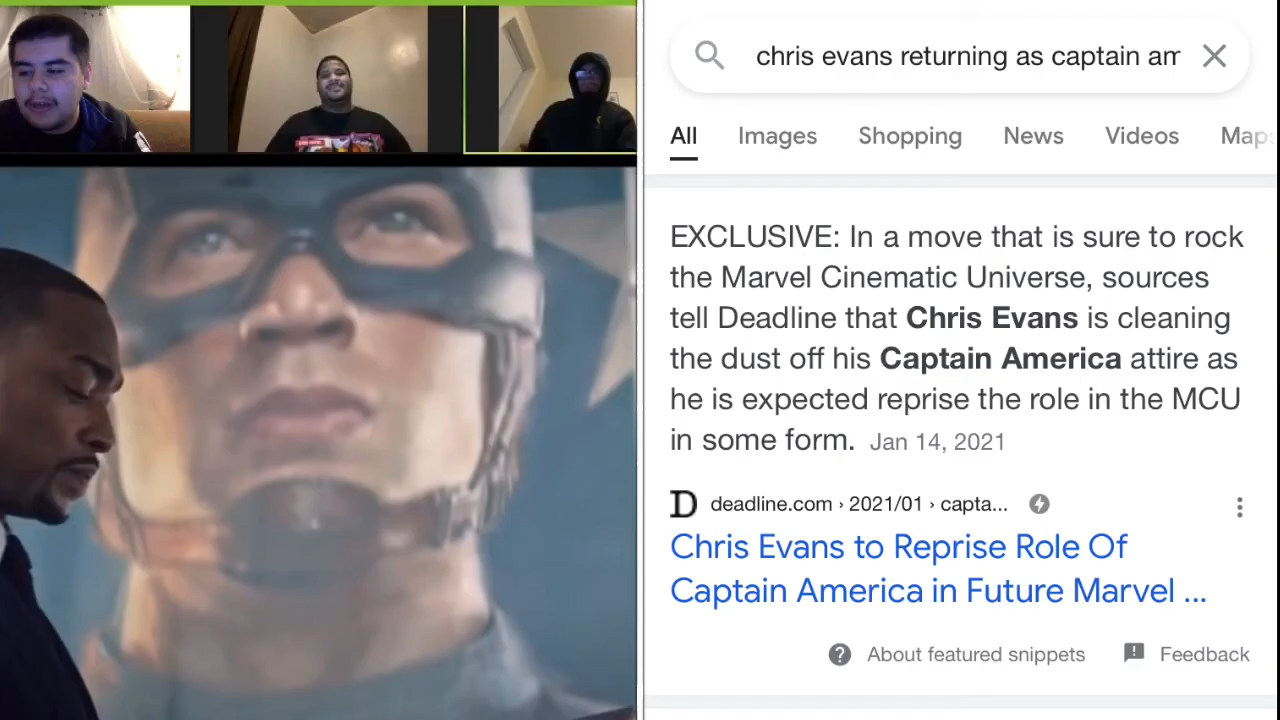 chris evans returning as captain am
All Images Shopping News Videos Maps
EXCLUSIVE: In a move that is sure to rock
the Marvel Cinematic Universe, sources
tell Deadline that Chris Evans is cleaning
the dust off his Captain America attire as
he is expected reprise the role in the MCU
in some form. Jan 14, 2021
D deadline.com › 2021/01 › capta...
Chris Evans to Reprise Role Of
Captain America in Future Marvel ...
About featured snippets Feedback